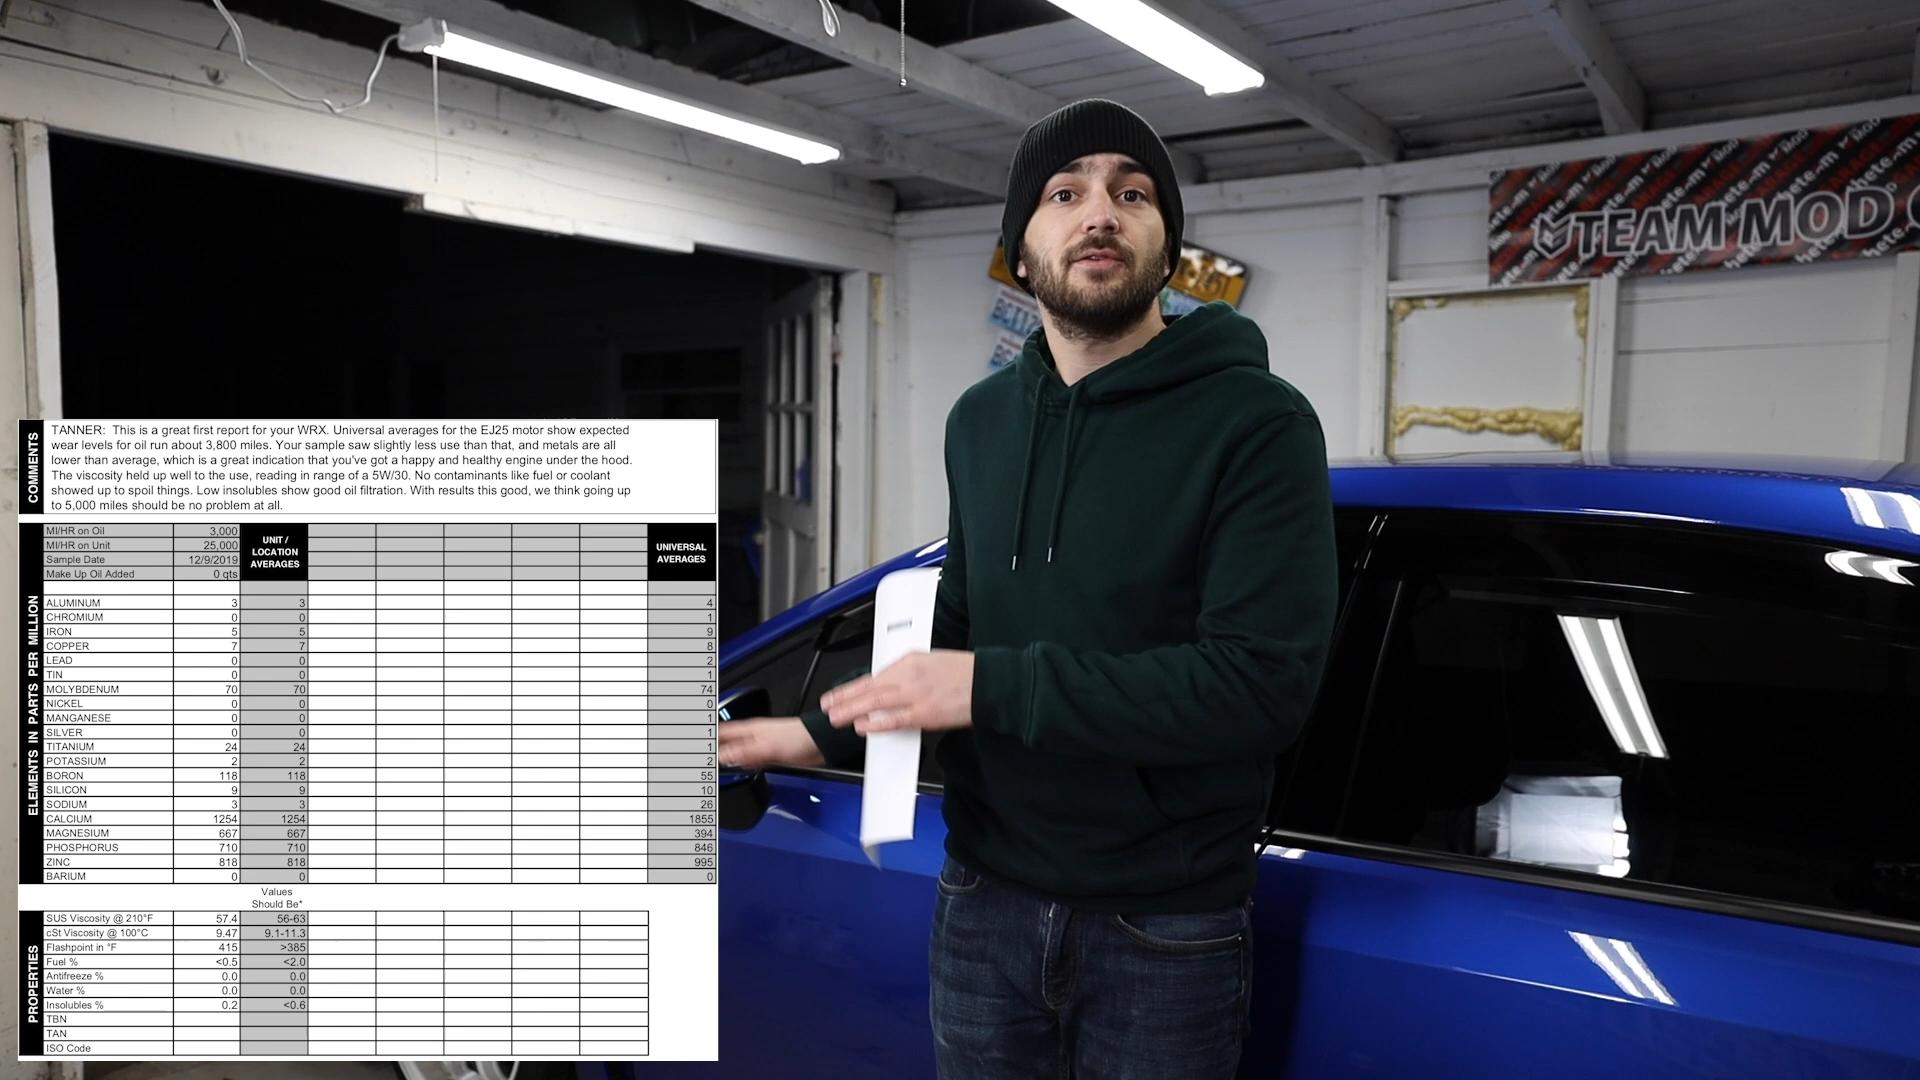 TEAM MOD
COMMENTS
TANNER: This is a great first report for your WRX. Universal averages for the EJ25 motor show expected
wear levels for oil run about 3,800 miles. Your sample saw slightly less use than that, and metals are all
lower than average, which is a great indication that you've got a happy and healthy engine under the hood.
The viscosity held up well to the use, reading in range of a 5W/30. No contaminants like fuel or coolant
showed up to spoil things. Low insolubles show good oil filtration. With results this good, we think going up
to 5,000 miles should be no problem at all.
MI/HR on Oil 3,000
MI/HR on Unit 25,000
Sample Date 12/9/2019
Make Up Oil Added 0 qts
UNIT /
LOCATION
AVERAGES
UNIVERSAL
AVERAGES
ELEMENTS IN PARTS PER MILLION
ALUMINUM 3 3 4
CHROMIUM 0 0 1
IRON 5 5 9
COPPER 7 7 8
LEAD 0 0 2
TIN 0 0 1
MOLYBDENUM 70 70 74
NICKEL 0 0 0
MANGANESE 0 0 1
SILVER 0 0 1
TITANIUM 24 24 1
POTASSIUM 2 2 2
BORON 118 118 55
SILICON 9 9 10
SODIUM 3 3 26
CALCIUM 1254 1254 1855
MAGNESIUM 667 667 394
PHOSPHORUS 710 710 846
ZINC 818 818 995
BARIUM 0 0 0
Values
Should Be*
PROPERTIES
SUS Viscosity @ 210°F 57.4 56-63
cSt Viscosity @ 100°C 9.47 9.1-11.3
Flashpoint in °F 415 >385
Fuel % <0.5 <2.0
Antifreeze % 0.0 0.0
Water % 0.0 0.0
Insolubles % 0.2 <0.6
TBN
TAN
ISO Code